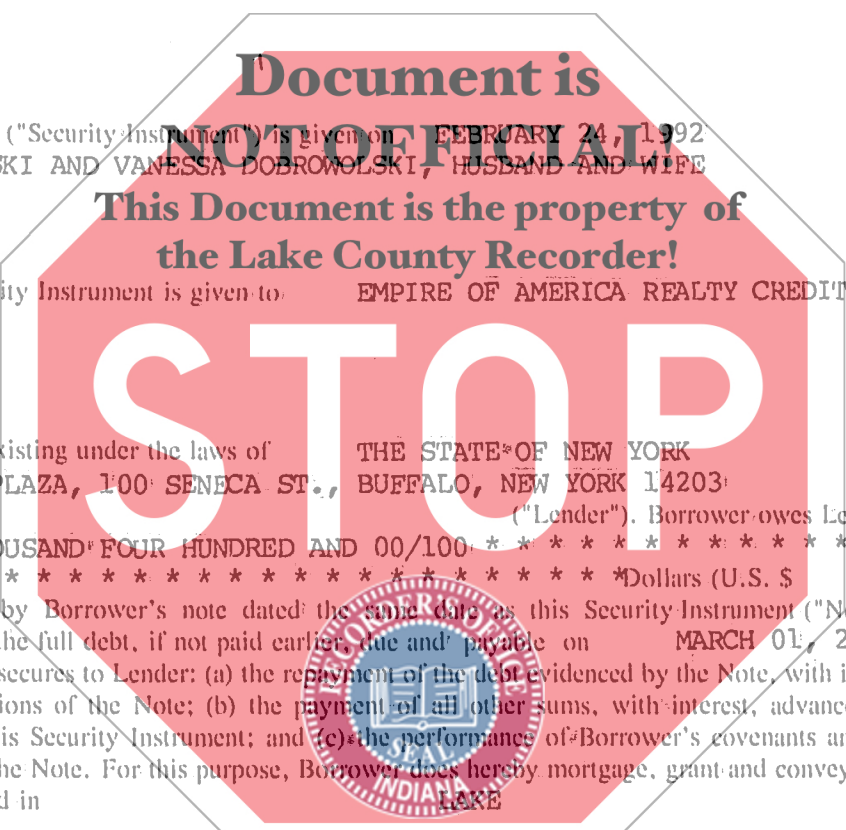 Document is
("Security Instrument") is given on FEBRUARY 24, 1992
NOT OFFICIAL!
SKI AND VANESSA DOBROWOLSKI, HUSBAND AND WIFE
This Document is the property of
the Lake County Recorder!
ity Instrument is given to EMPIRE OF AMERICA REALTY CREDIT
STOP
xisting under the laws of THE STATE OF NEW YORK
PLAZA, 100 SENECA ST., BUFFALO, NEW YORK 14203
("Lender"). Borrower owes Le
OUSAND FOUR HUNDRED AND 00/100 * * * * * * * * * * * *
* * * * * * * * * * * * * * * * * * * * *Dollars (U.S. $
by Borrower's note dated the same date as this Security Instrument ("No
he full debt, if not paid earlier, due and payable on MARCH 01, 2
secures to Lender: (a) the repayment of the debt evidenced by the Note, with i
ions of the Note; (b) the payment of all other sums, with interest, advance
is Security Instrument; and (c) the performance of Borrower's covenants an
he Note. For this purpose, Borrower does hereby mortgage, grant and convey
d in LAKE
RECORDER'S OFFICE
SEAL
INDIANA